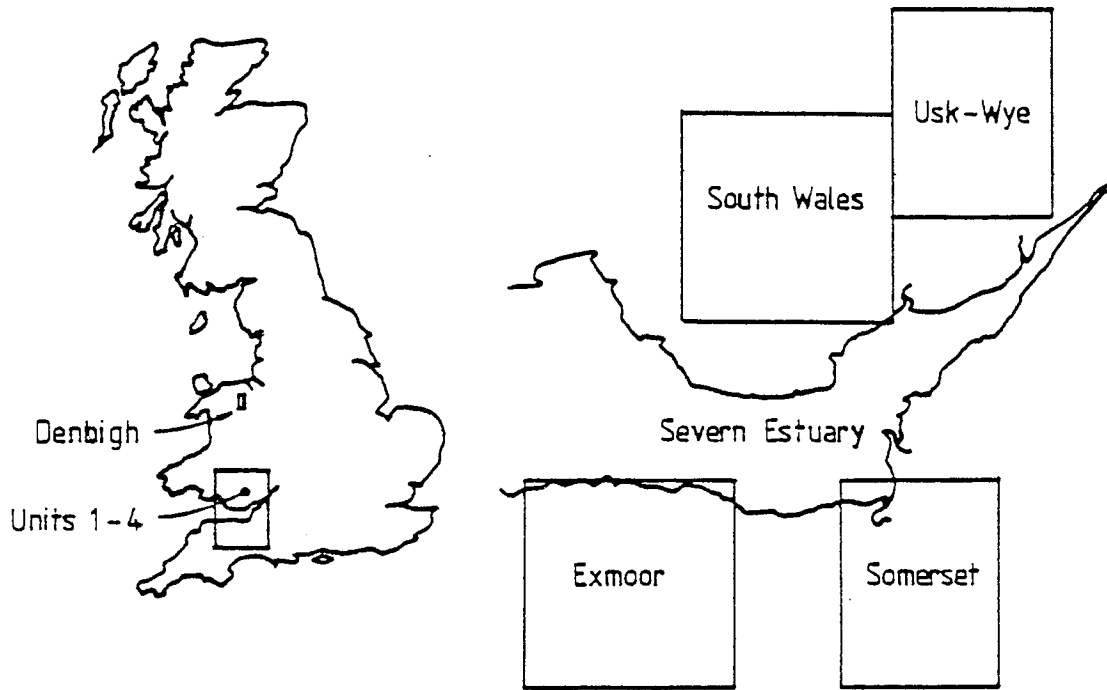 Denbigh
Units 1-4
Usk-Wye
South Wales
Severn Estuary
Exmoor
Somerset